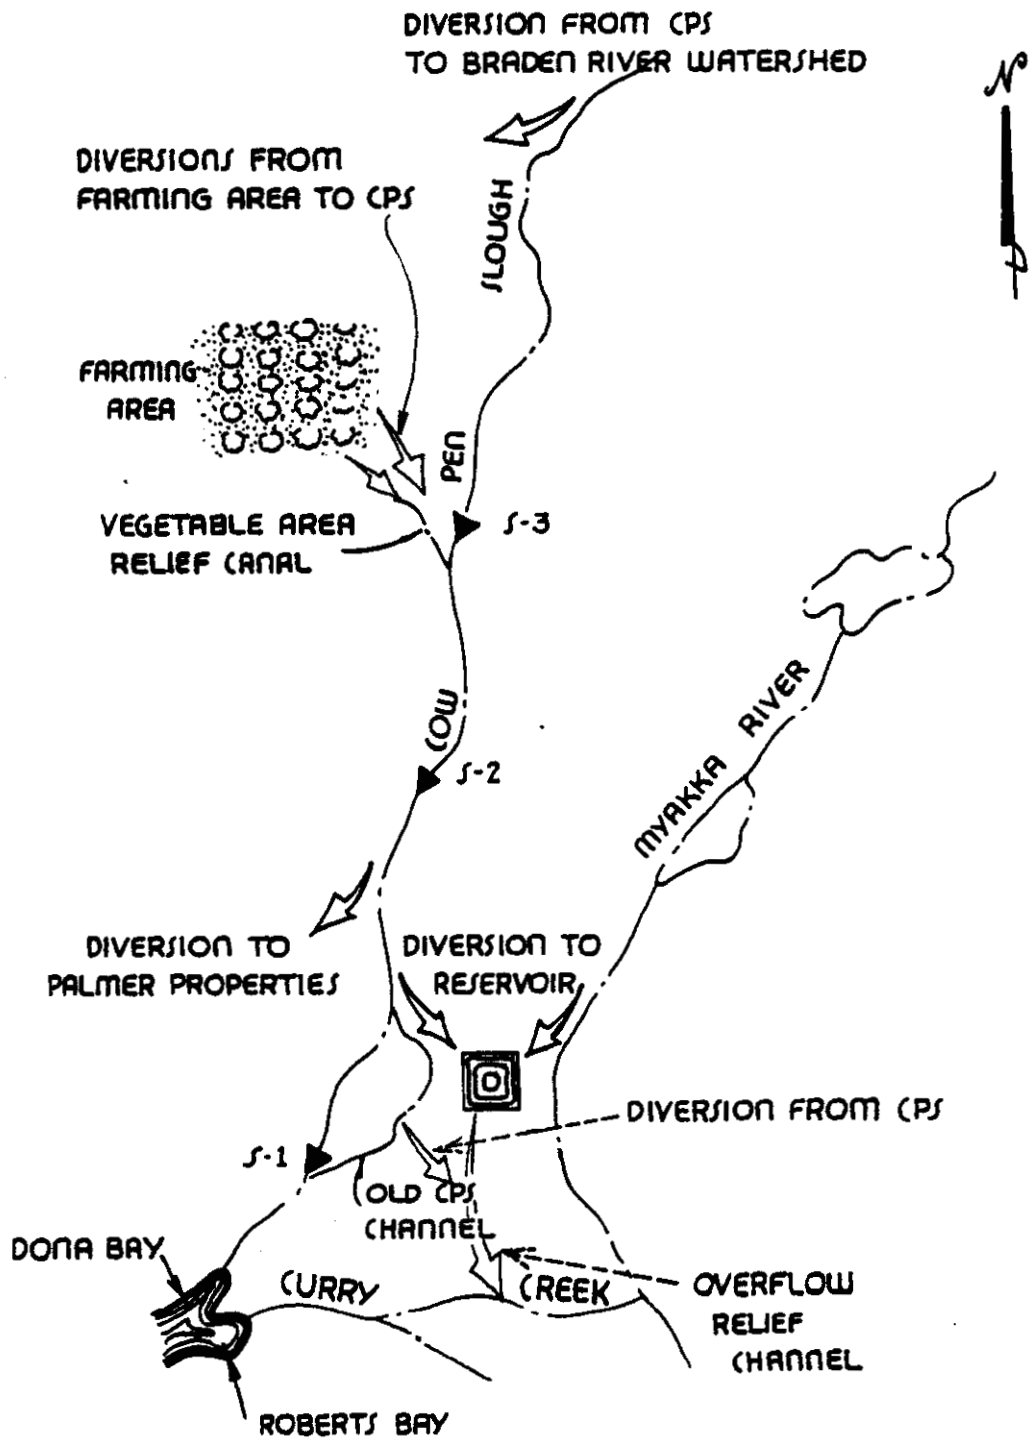 DIVERSION FROM CPS
TO BRADEN RIVER WATERSHED
N
DIVERSIONS FROM
FARMING AREA TO CPS
SLOUGH
FARMING
AREA
PEN
VEGETABLE AREA
RELIEF CANAL
S-3
COW
S-2
MYAKKA RIVER
DIVERSION TO
PALMER PROPERTIES
DIVERSION TO
RESERVOIR
DIVERSION FROM CPS
S-1
OLD CPS
CHANNEL
DONA BAY
CURRY CREEK
OVERFLOW
RELIEF
CHANNEL
ROBERTS BAY